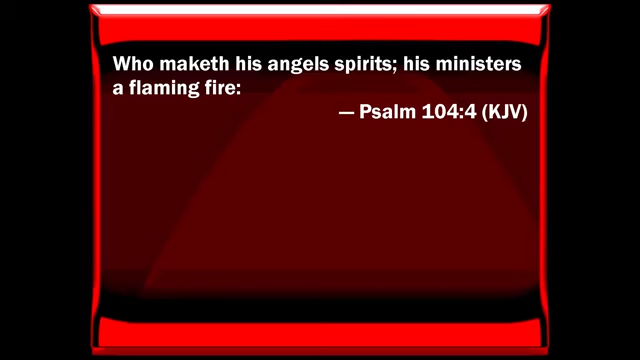 Who maketh his angels spirits; his ministers
a flaming fire:
— Psalm 104:4 (KJV)